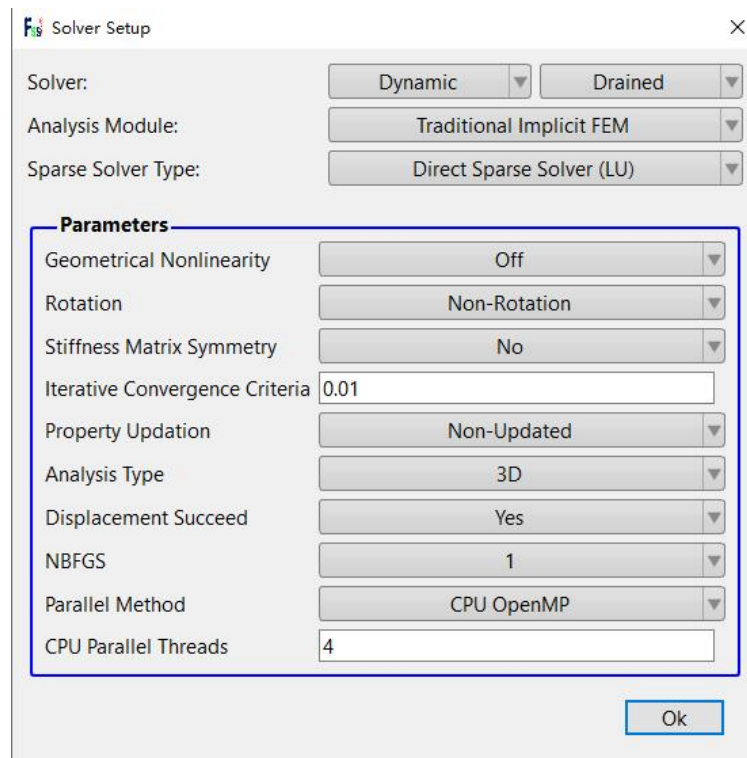 Solver Setup
Solver: Dynamic Drained
Analysis Module: Traditional Implicit FEM
Sparse Solver Type: Direct Sparse Solver (LU)
Parameters
Geometrical Nonlinearity Off
Rotation Non-Rotation
Stiffness Matrix Symmetry No
Iterative Convergence Criteria 0.01
Property Updation Non-Updated
Analysis Type 3D
Displacement Succeed Yes
NBFGS 1
Parallel Method CPU OpenMP
CPU Parallel Threads 4
Ok